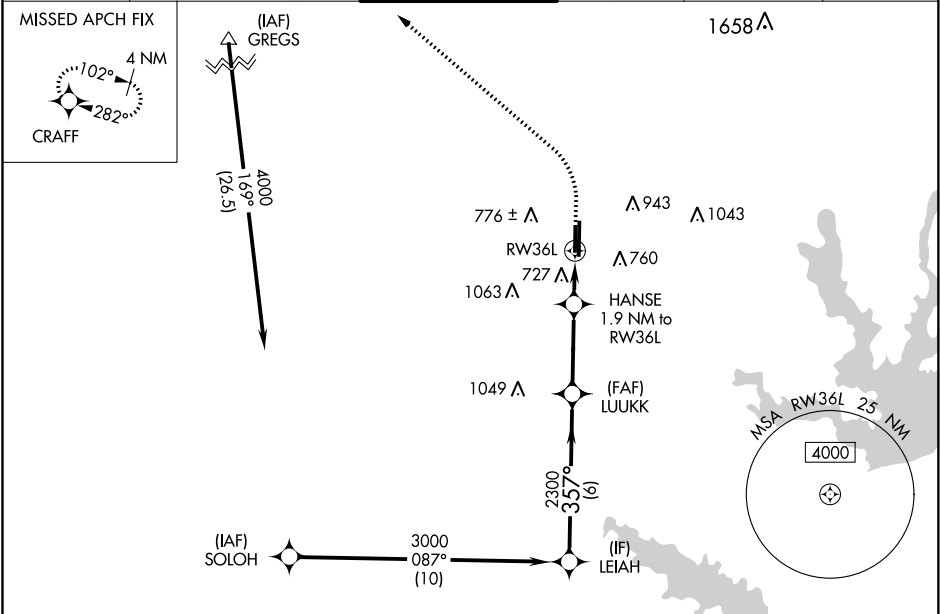 MISSED APCH FIX
4 NM
102°
282°
CRAFF
(IAF)
GREGS
4000
169°
(26.5)
1658
776 ±
943
1043
RW36L
760
727
1063
HANSE
1.9 NM to
RW36L
1049
(FAF)
LUUKK
MSA RW36L 25 NM
4000
2300
357°
(6)
(IAF)
SOLOH
3000
087°
(10)
(IF)
LEIAH